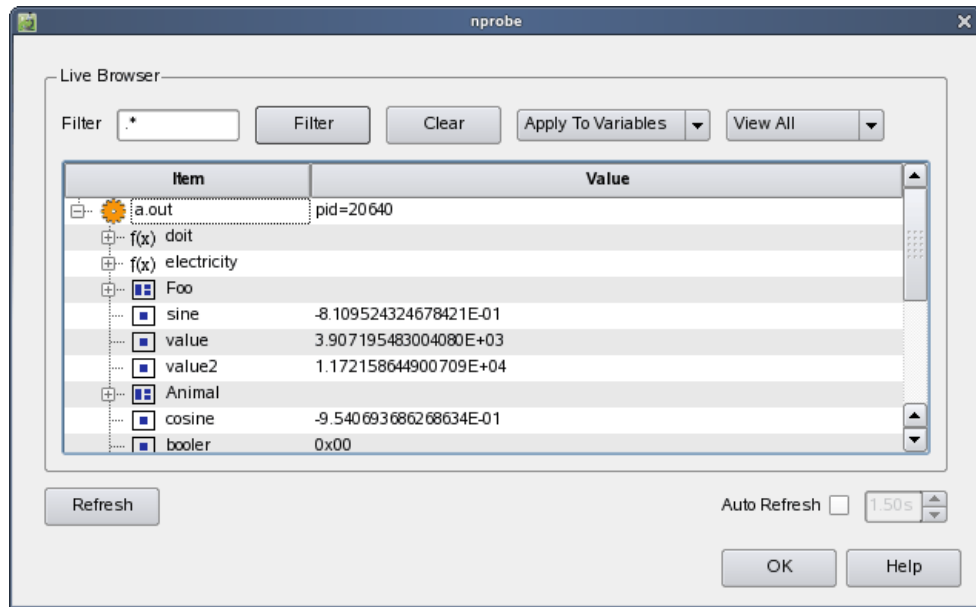 nprobe
Live Browser
Filter .* Filter Clear Apply To Variables View All
Item Value
a.out pid=20640
f(x) doit
f(x) electricity
Foo
sine -8.109524324678421E-01
value 3.907195483004080E+03
value2 1.172158644900709E+04
Animal
cosine -9.540693686268634E-01
booler 0x00
Refresh Auto Refresh 1.50s
OK Help